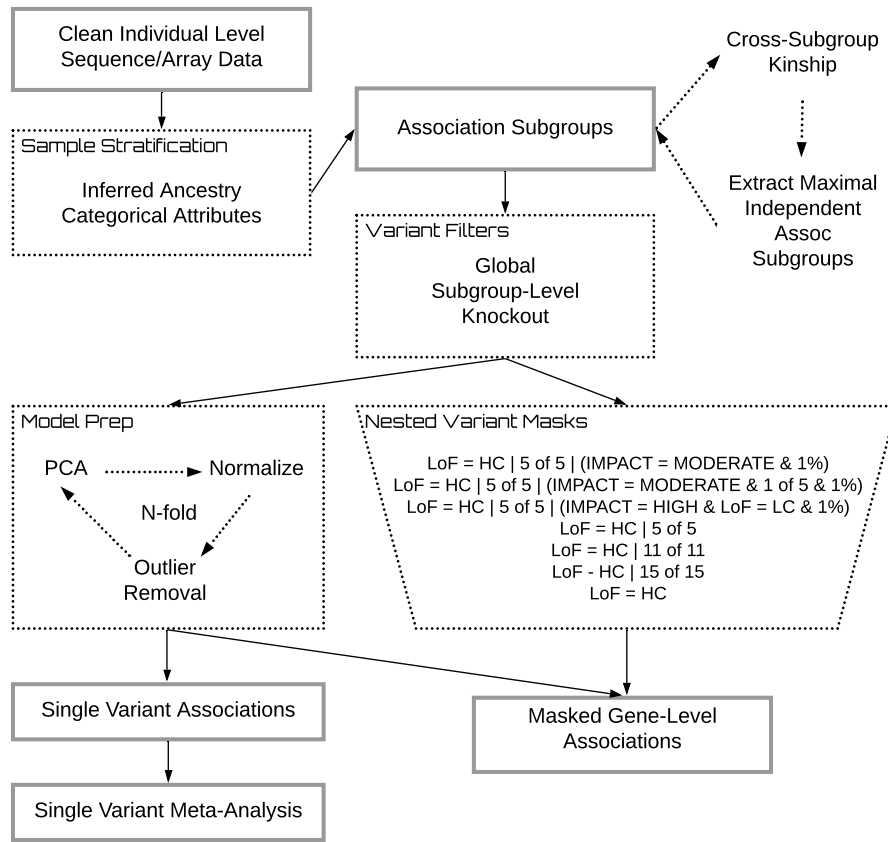 Clean Individual Level
Sequence/Array Data
Sample Stratification
Inferred Ancestry
Categorical Attributes
Association Subgroups
Cross-Subgroup
Kinship
Extract Maximal
Independent
Assoc
Subgroups
Variant Filters
Global
Subgroup-Level
Knockout
Model Prep
PCA
Normalize
N-fold
Outlier
Removal
Nested Variant Masks
LoF = HC | 5 of 5 | (IMPACT = MODERATE & 1%)
LoF = HC | 5 of 5 | (IMPACT = MODERATE & 1 of 5 & 1%)
LoF = HC | 5 of 5 | (IMPACT = HIGH & LoF = LC & 1%)
LoF = HC | 5 of 5
LoF = HC | 11 of 11
LoF - HC | 15 of 15
LoF = HC
Single Variant Associations
Masked Gene-Level
Associations
Single Variant Meta-Analysis